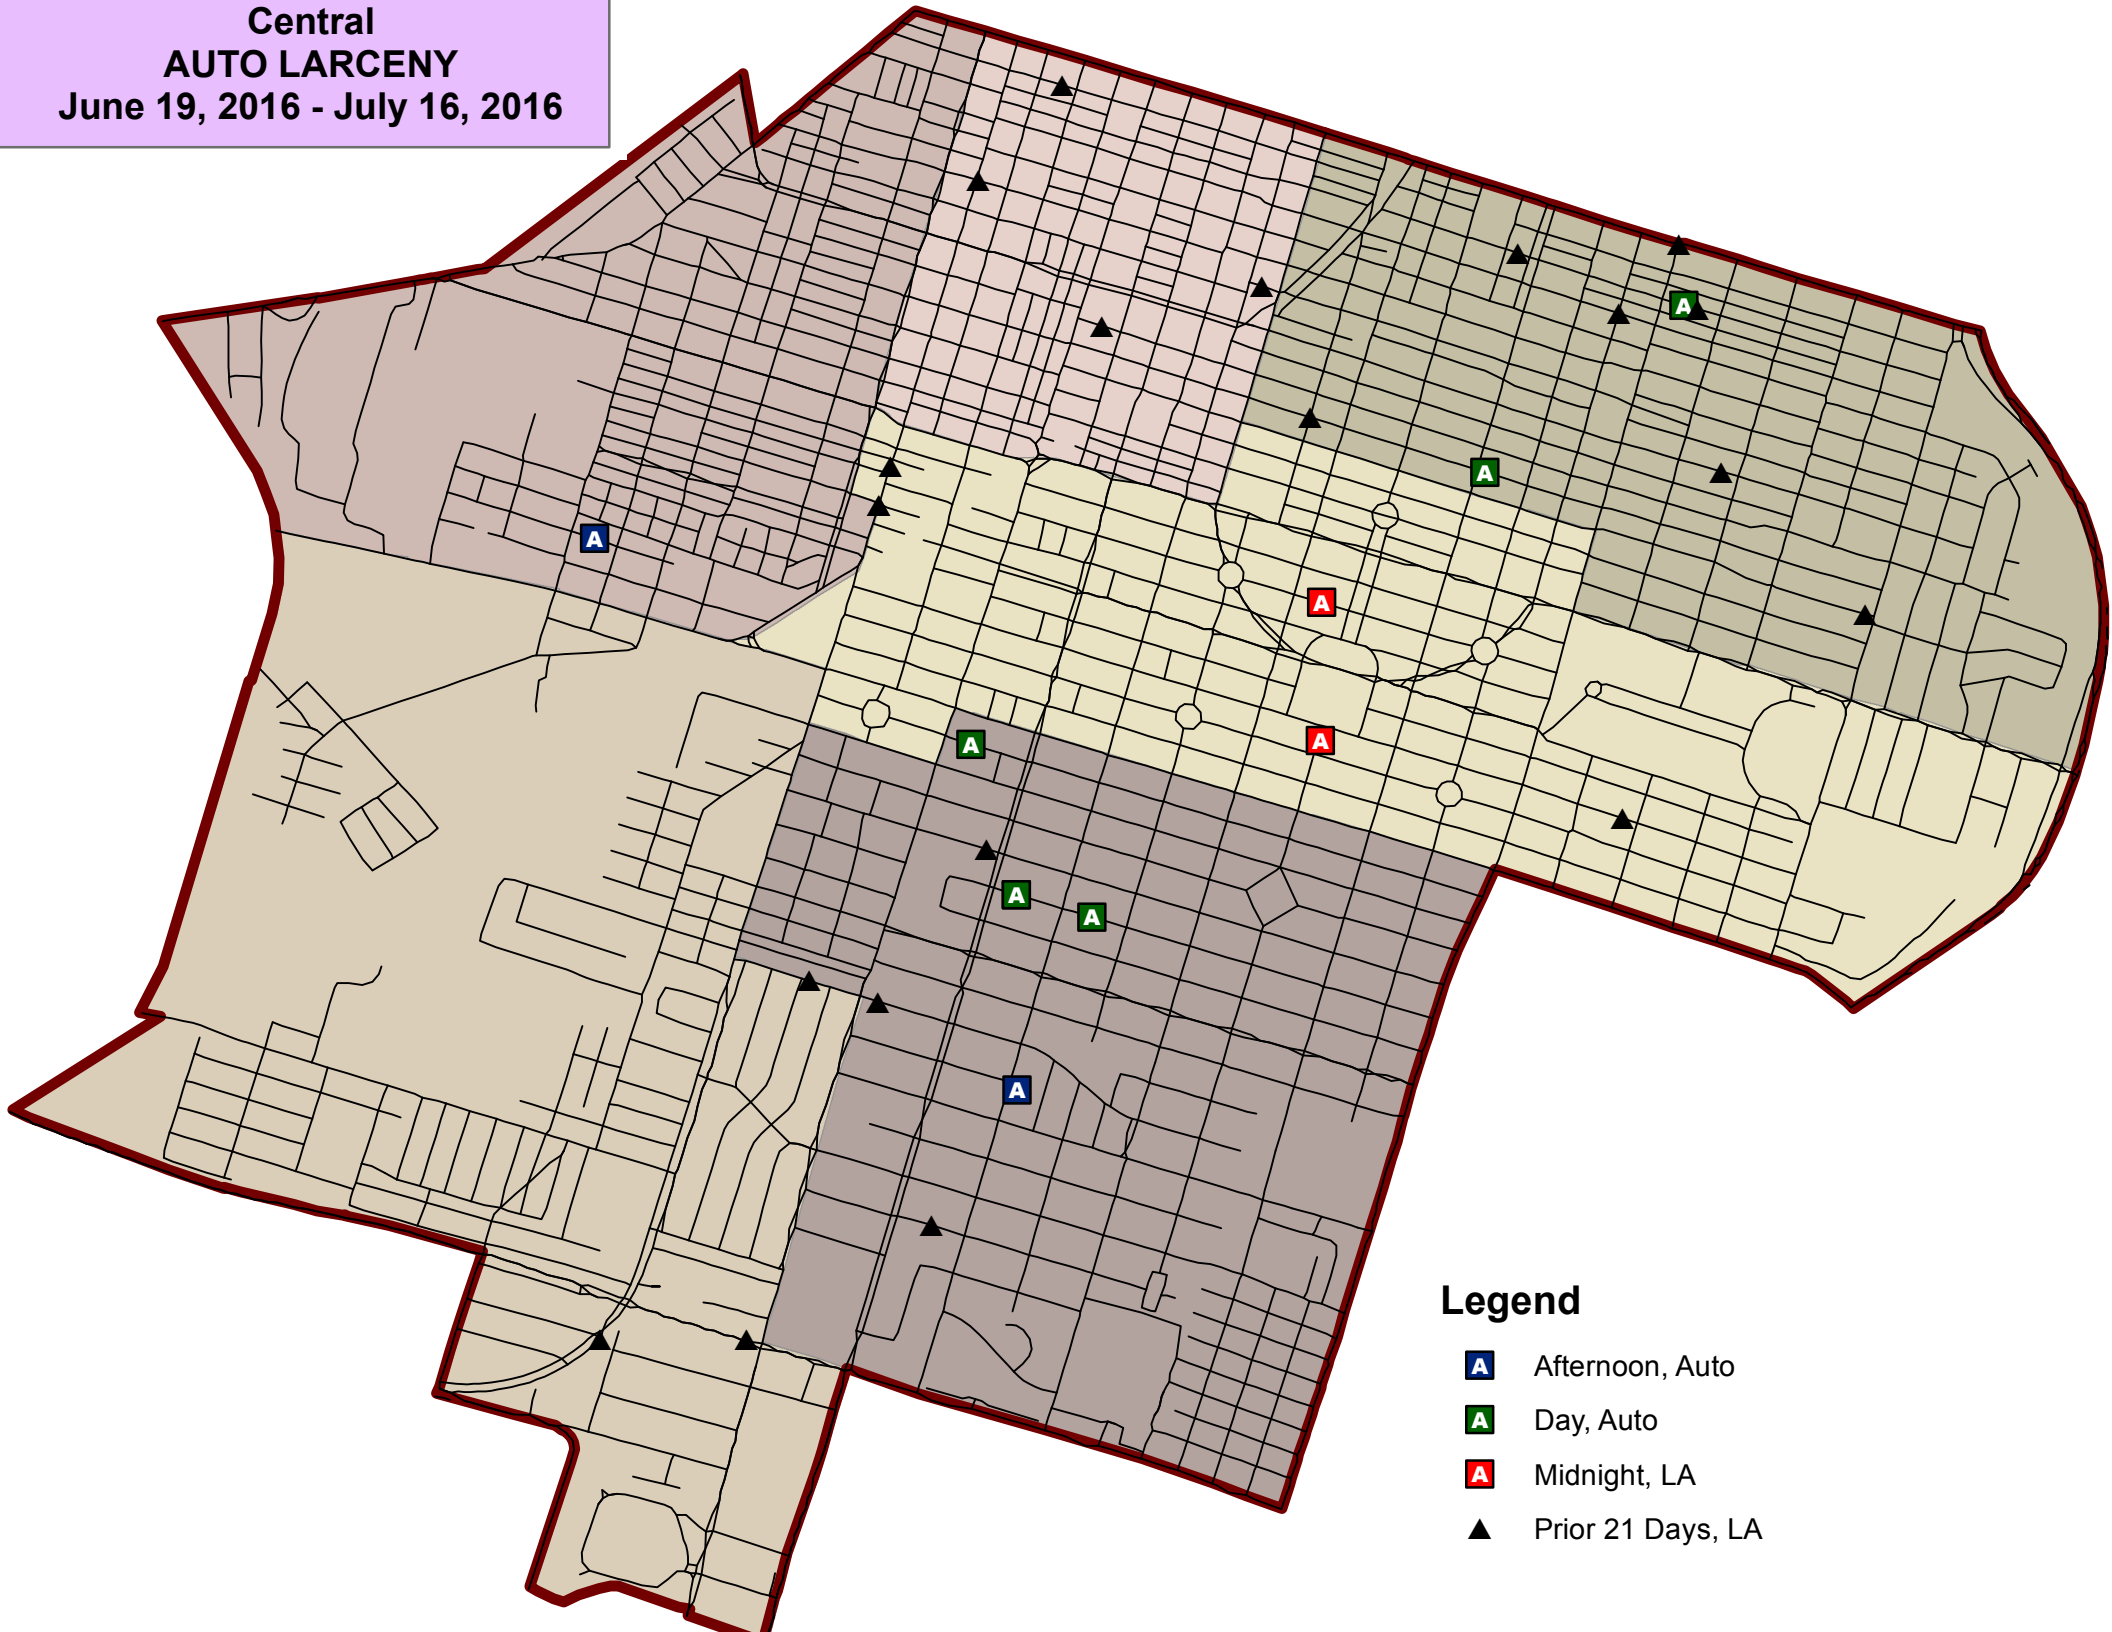 Central
AUTO LARCENY
June 19, 2016 - July 16, 2016
A
A
A
A
A
A
A
A
A
Legend
A Afternoon, Auto
A Day, Auto
A Midnight, LA
Prior 21 Days, LA